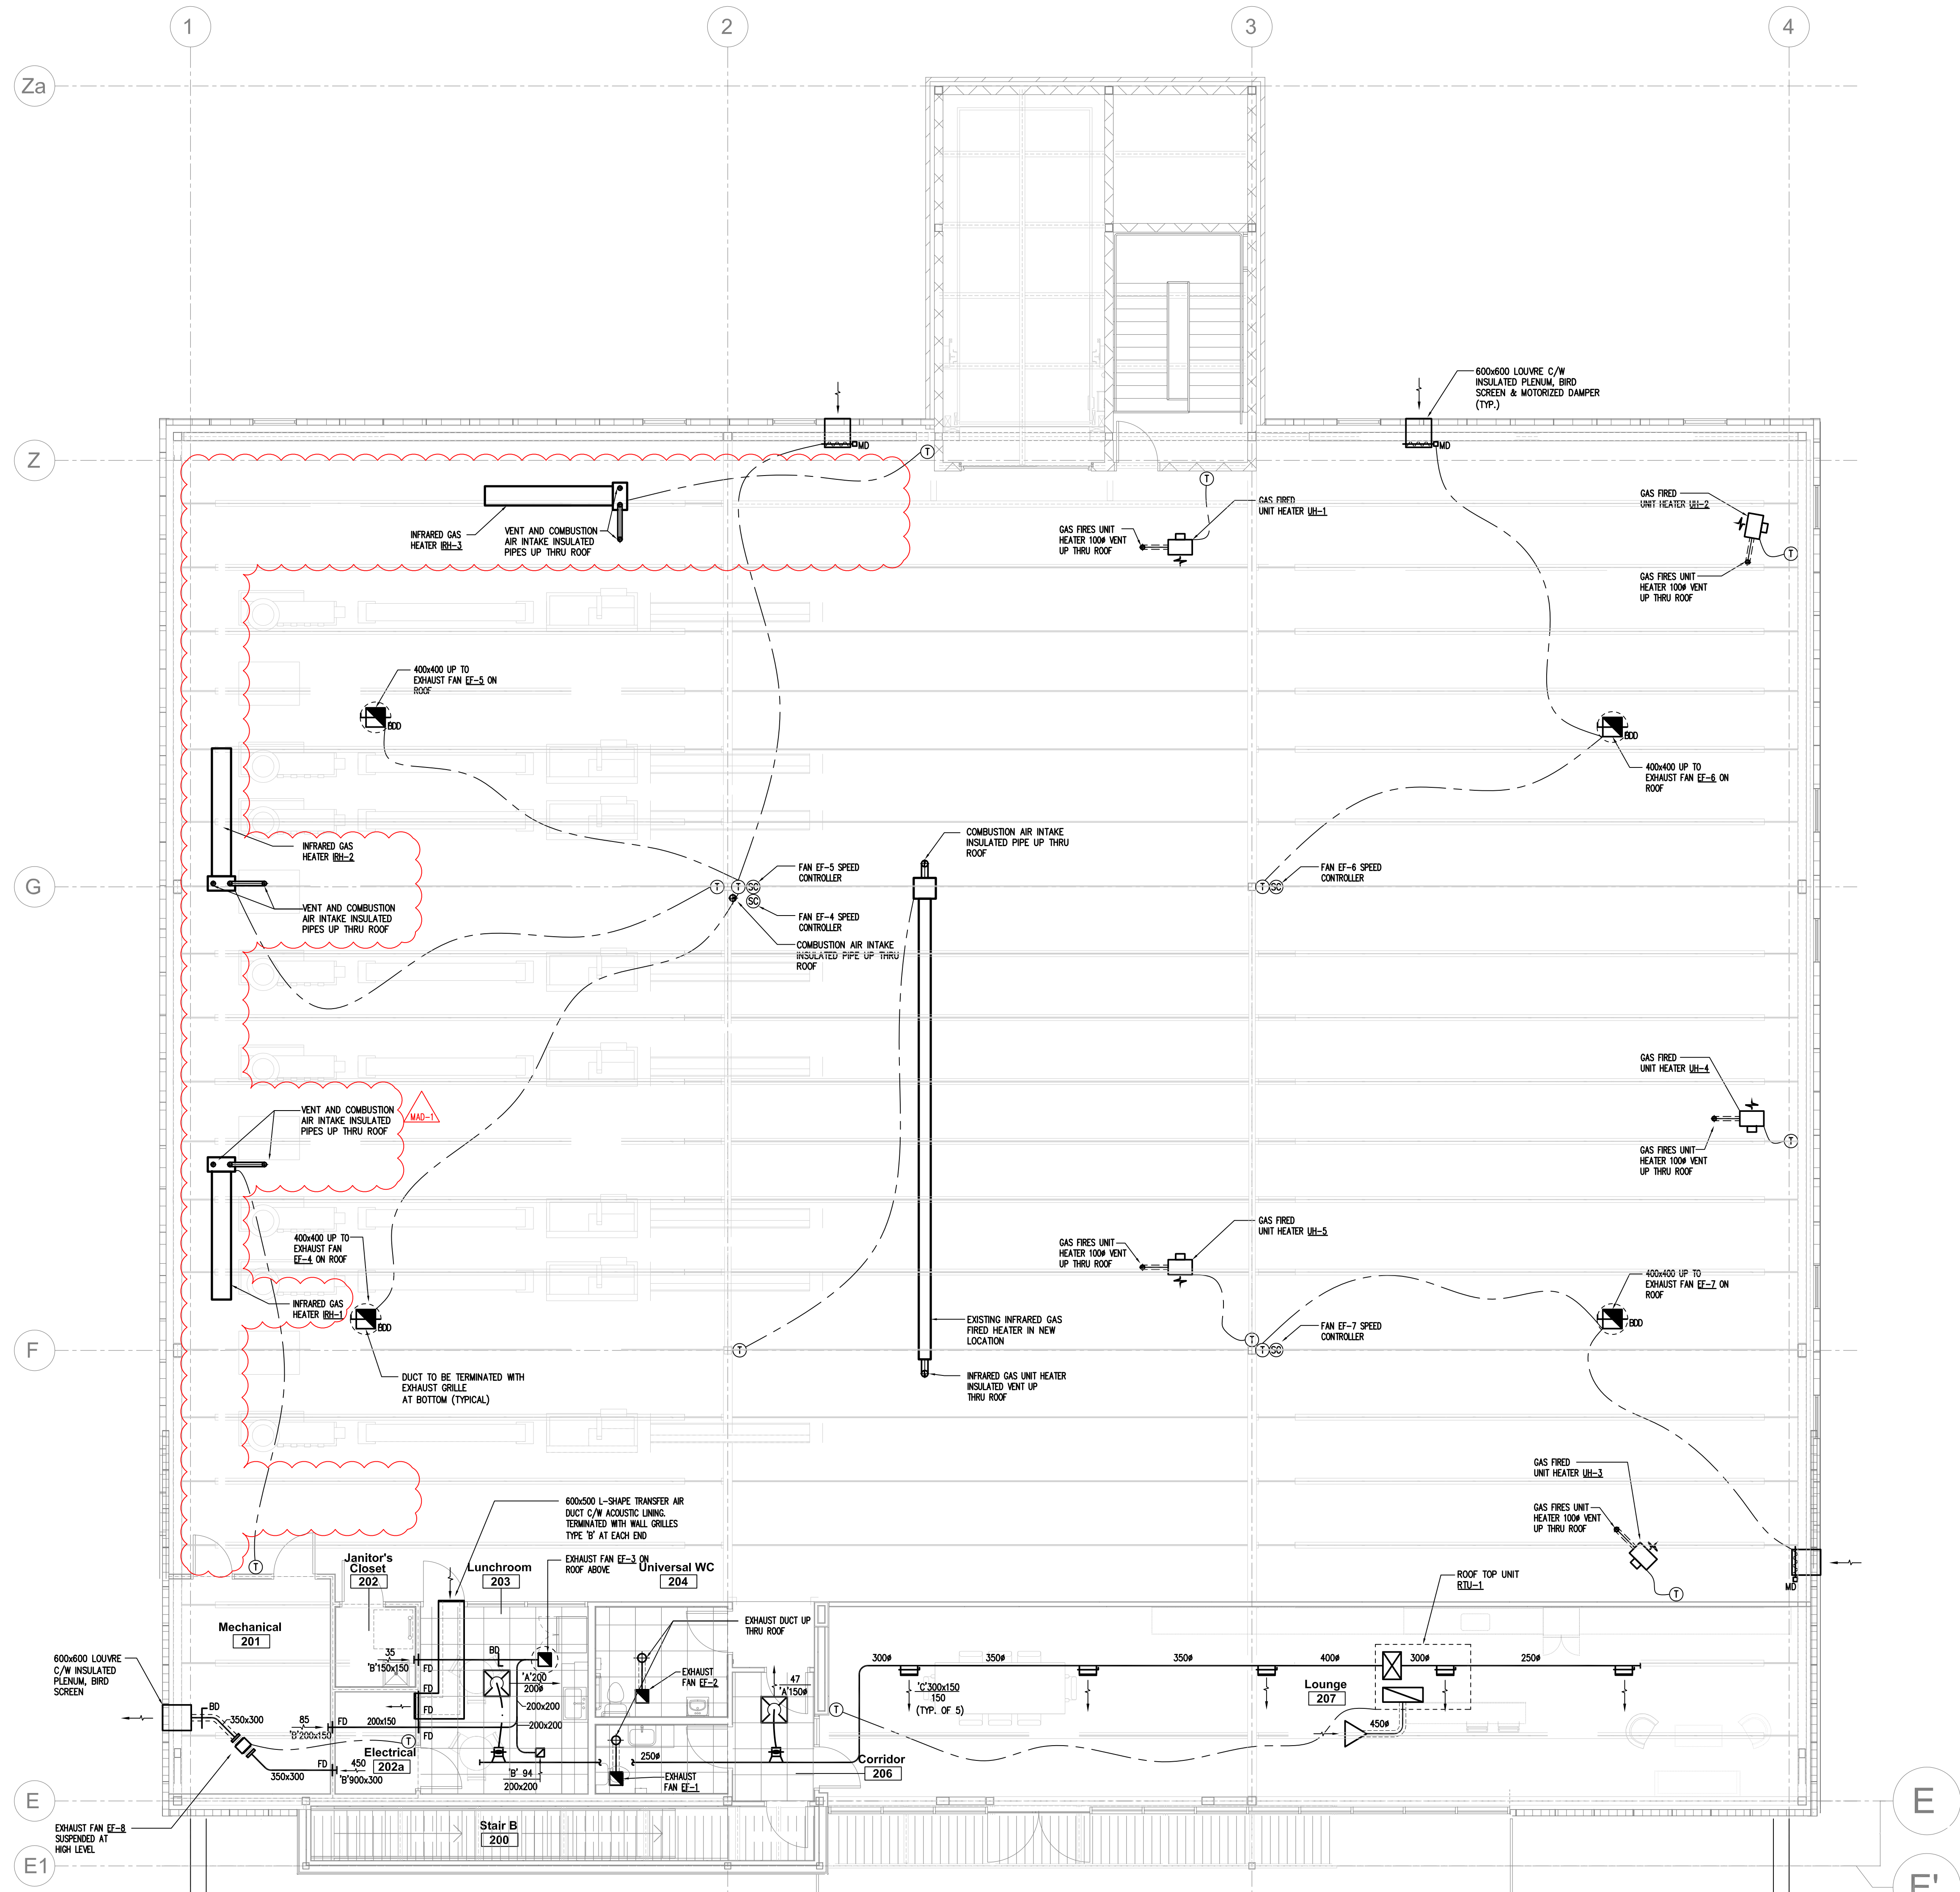 1
2
3
4
Za
600x600 LOUVRE C/W
INSULATED PLENUM, BIRD
SCREEN & MOTORIZED DAMPER
(TYP.)
MD
MD
Z
T
T
INFRARED GAS
HEATER IRH-3
VENT AND COMBUSTION
AIR INTAKE INSULATED
PIPES UP THRU ROOF
GAS FIRED
UNIT HEATER UH-1
GAS FIRES UNIT
HEATER 100ø VENT
UP THRU ROOF
GAS FIRED
UNIT HEATER UH-2
T
GAS FIRES UNIT
HEATER 100ø VENT
UP THRU ROOF
400x400 UP TO
EXHAUST FAN EF-5 ON
ROOF
BDD
BDD
400x400 UP TO
EXHAUST FAN EF-6 ON
ROOF
INFRARED GAS
HEATER IRH-2
COMBUSTION AIR INTAKE
INSULATED PIPE UP THRU
ROOF
G
T
T
SC
FAN EF-5 SPEED
CONTROLLER
T
SC
FAN EF-6 SPEED
CONTROLLER
VENT AND COMBUSTION
AIR INTAKE INSULATED
PIPES UP THRU ROOF
SC
FAN EF-4 SPEED
CONTROLLER
COMBUSTION AIR INTAKE
INSULATED PIPE UP THRU
ROOF
GAS FIRED
UNIT HEATER UH-4
VENT AND COMBUSTION
AIR INTAKE INSULATED
PIPES UP THRU ROOF
MAD-1
T
GAS FIRES UNIT
HEATER 100ø VENT
UP THRU ROOF
400x400 UP TO
EXHAUST FAN
EF-4 ON ROOF
GAS FIRED
UNIT HEATER UH-5
GAS FIRES UNIT
HEATER 100ø VENT
UP THRU ROOF
400x400 UP TO
EXHAUST FAN EF-7 ON
ROOF
INFRARED GAS
HEATER IRH-1
BDD
BDD
EXISTING INFRARED GAS
FIRED HEATER IN NEW
LOCATION
F
T
T
T
SC
FAN EF-7 SPEED
CONTROLLER
DUCT TO BE TERMINATED WITH
EXHAUST GRILLE
AT BOTTOM (TYPICAL)
INFRARED GAS UNIT HEATER
INSULATED VENT UP
THRU ROOF
GAS FIRED
UNIT HEATER UH-3
GAS FIRES UNIT
HEATER 100ø VENT
UP THRU ROOF
600x500 L-SHAPE TRANSFER AIR
DUCT C/W ACOUSTIC LINING.
TERMINATED WITH WALL GRILLES
TYPE 'B' AT EACH END
T
Janitor's
Closet
202
Lunchroom
203
EXHAUST FAN EF-3 ON
ROOF ABOVE
Universal WC
204
ROOF TOP UNIT
RTU-1
T
MD
Mechanical
201
EXHAUST DUCT UP
THRU ROOF
600x600 LOUVRE
C/W INSULATED
PLENUM, BIRD
SCREEN
35
'B'150x150
FD
BD
'A'200
200ø
EXHAUST
FAN EF-2
47
'A'150ø
300ø
350ø
350ø
400ø
300ø
250ø
'C'300x150
150
(TYP. OF 5)
Lounge
207
FD
FD
200x200
BD
350x300
85
'B'200x150
FD
200x150
FD
200x200
T
450ø
T
Electrical
202a
250ø
Corridor
206
FD
450
'B'900x300
350x300
'B' 94
200x200
EXHAUST
FAN EF-1
E
E
EXHAUST FAN EF-8
SUSPENDED AT
HIGH LEVEL
Stair B
200
E1
E'